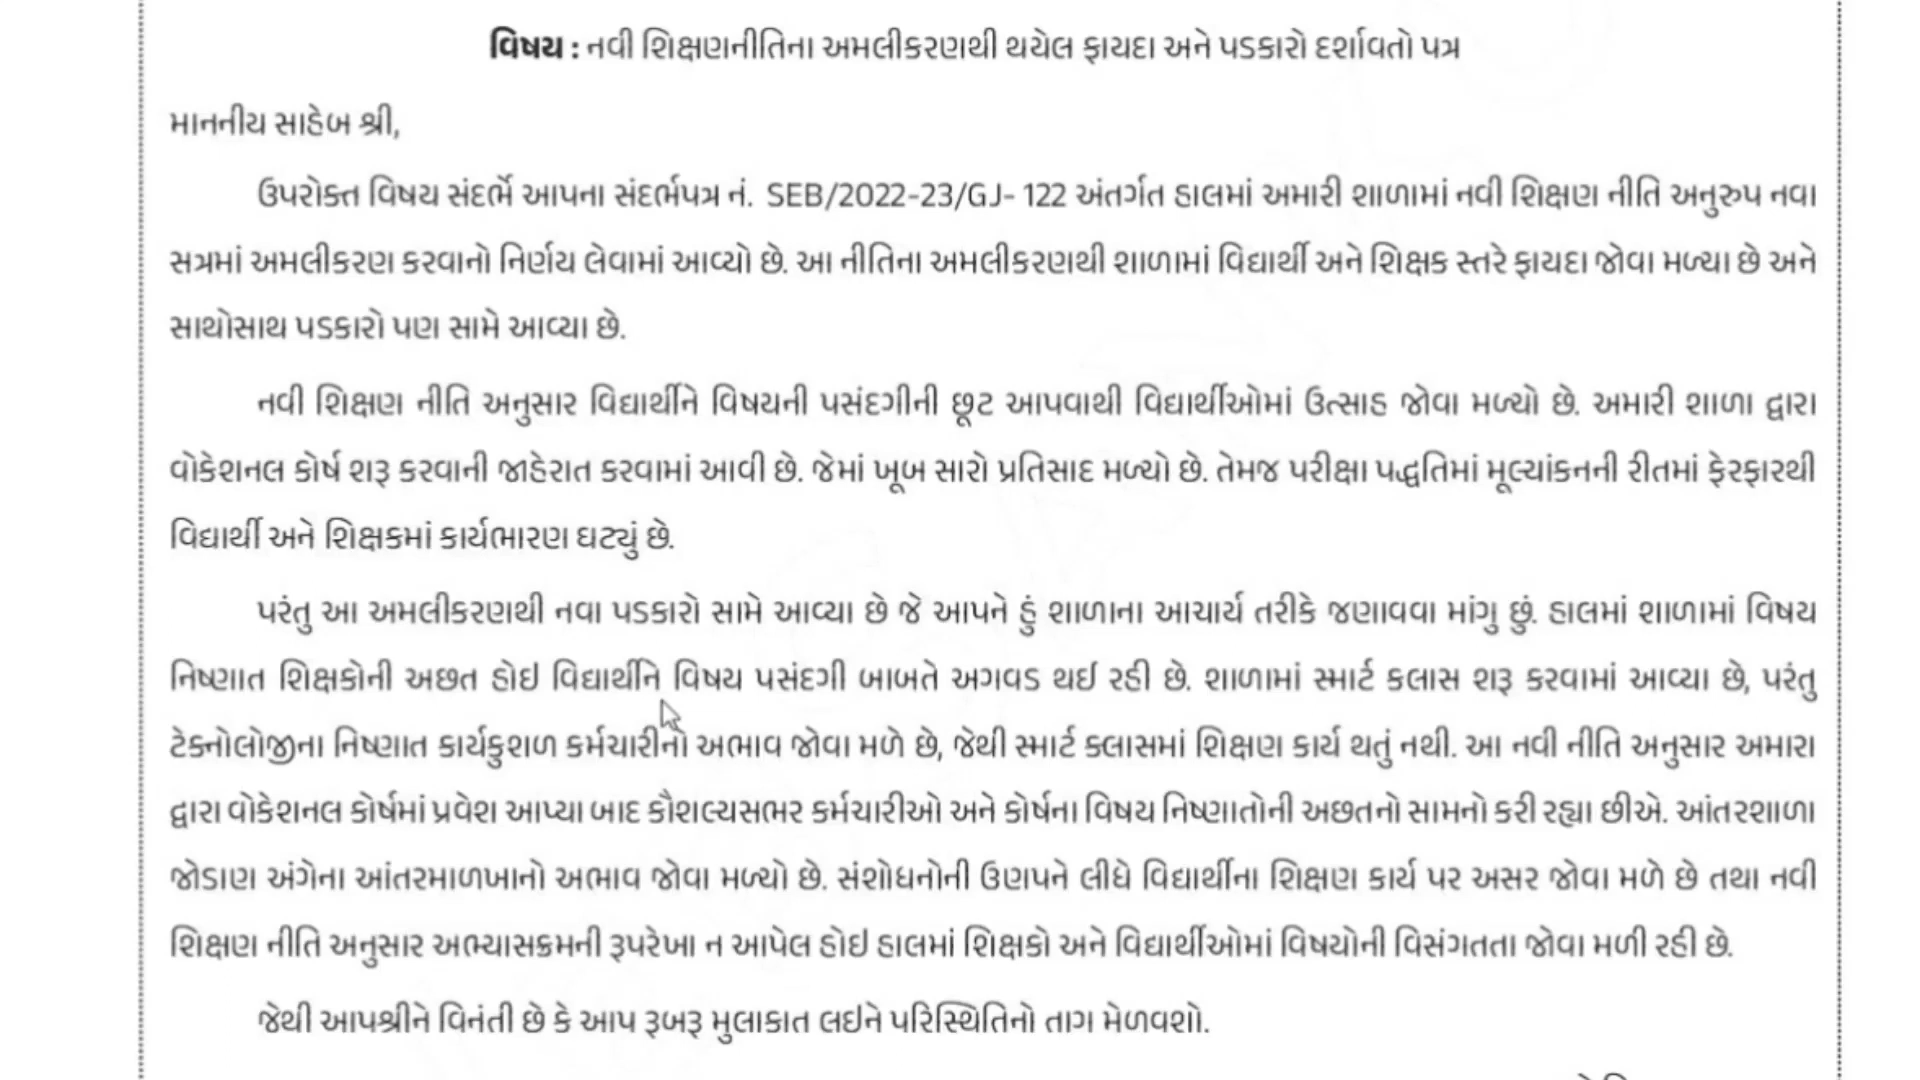 વિષય : નવી શિક્ષણનીતિના અમલીકરણથી થયેલ ફાયદા અને પડકારો દર્શાવતો પત્ર
માનનીય સાહેબ શ્રી,
ઉપરોક્ત વિષય સંદર્ભે આપના સંદર્ભપત્ર નં. SEB/2022-23/GJ- 122 અંતર્ગત હાલમાં અમારી શાળામાં નવી શિક્ષણ નીતિ અનુરુપ નવા
સત્રમાં અમલીકરણ કરવાનો નિર્ણય લેવામાં આવ્યો છે. આ નીતિના અમલીકરણથી શાળામાં વિદ્યાર્થી અને શિક્ષક સ્તરે ફાયદા જોવા મળ્યા છે અને
સાથોસાથ પડકારો પણ સામે આવ્યા છે.
નવી શિક્ષણ નીતિ અનુસાર વિદ્યાર્થીને વિષયની પસંદગીની છૂટ આપવાથી વિદ્યાર્થીઓમાં ઉત્સાહ જોવા મળ્યો છે. અમારી શાળા દ્વારા
વોકેશનલ કોર્ષ શરૂ કરવાની જાહેરાત કરવામાં આવી છે. જેમાં ખૂબ સારો પ્રતિસાદ મળ્યો છે. તેમજ પરીક્ષા પદ્ધતિમાં મૂલ્યાંકનની રીતમાં ફેરફારથી
વિદ્યાર્થી અને શિક્ષકમાં કાર્યભારણ ઘટ્યું છે.
પરંતુ આ અમલીકરણથી નવા પડકારો સામે આવ્યા છે જે આપને હું શાળાના આચાર્ય તરીકે જણાવવા માંગુ છું. હાલમાં શાળામાં વિષય
નિષ્ણાત શિક્ષકોની અછત હોઇ વિદ્યાર્થીને વિષય પસંદગી બાબતે અગવડ થઈ રહી છે. શાળામાં સ્માર્ટ કલાસ શરૂ કરવામાં આવ્યા છે, પરંતુ
ટેક્નોલોજીના નિષ્ણાત કાર્યકુશળ કર્મચારીનો અભાવ જોવા મળે છે, જેથી સ્માર્ટ ક્લાસમાં શિક્ષણ કાર્ય થતું નથી. આ નવી નીતિ અનુસાર અમારા
દ્વારા વોકેશનલ કોર્ષમાં પ્રવેશ આપ્યા બાદ કૌશલ્યસભર કર્મચારીઓ અને કોર્ષના વિષય નિષ્ણાતોની અછતનો સામનો કરી રહ્યા છીએ. આંતરશાળા
જોડાણ અંગેના આંતરમાળખાનો અભાવ જોવા મળ્યો છે. સંશોધનોની ઉણપને લીધે વિદ્યાર્થીના શિક્ષણ કાર્ય પર અસર જોવા મળે છે તથા નવી
શિક્ષણ નીતિ અનુસાર અભ્યાસક્રમની રૂપરેખા ન આપેલ હોઇ હાલમાં શિક્ષકો અને વિદ્યાર્થીઓમાં વિષયોની વિસંગતતા જોવા મળી રહી છે.
જેથી આપશ્રીને વિનંતી છે કે આપ રૂબરૂ મુલાકાત લઇને પરિસ્થિતિનો તાગ મેળવશો.